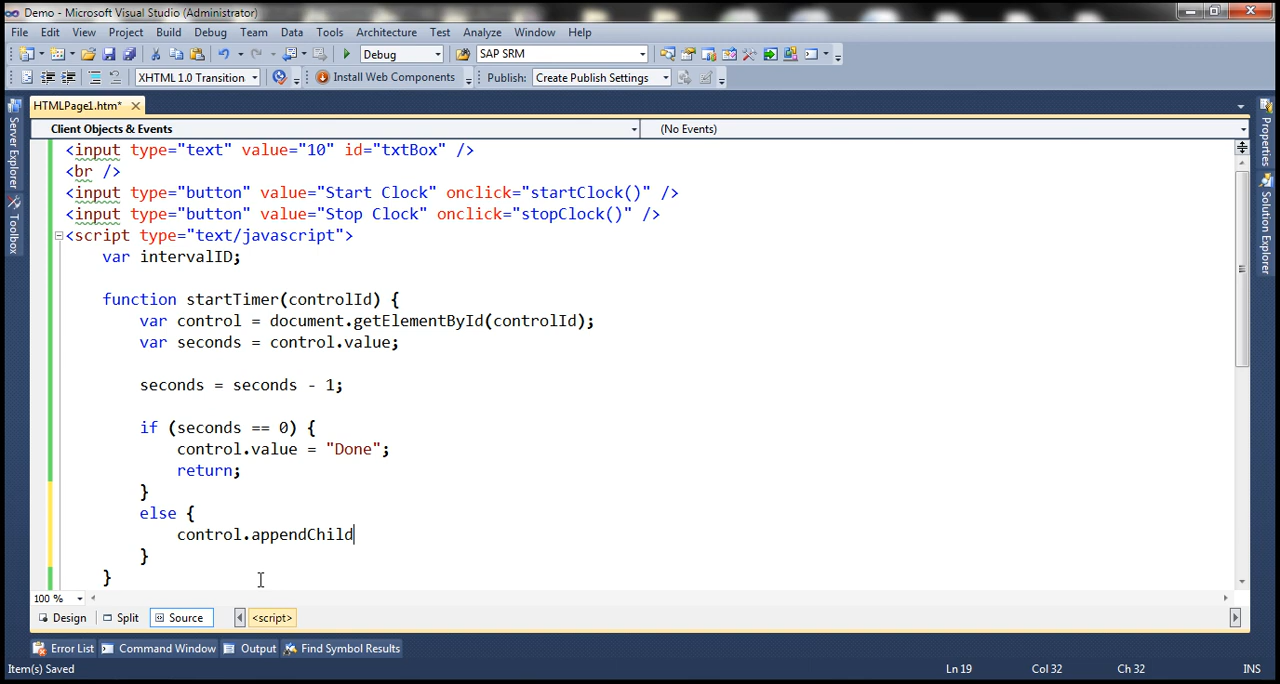 Demo - Microsoft Visual Studio (Administrator)
File Edit View Project Build Debug Team Data Tools Architecture Test Analyze Window Help
Debug SAP SRM
XHTML 1.0 Transition Install Web Components Publish: Create Publish Settings
HTMLPage1.htm*
Client Objects & Events (No Events)
Server Explorer
Toolbox
Properties
Solution Explorer
<input type="text" value="10" id="txtBox" />
<br />
<input type="button" value="Start Clock" onclick="startClock()" />
<input type="button" value="Stop Clock" onclick="stopClock()" />
<script type="text/javascript">
var intervalID;
function startTimer(controlId) {
var control = document.getElementById(controlId);
var seconds = control.value;
seconds = seconds - 1;
if (seconds == 0) {
control.value = "Done";
return;
}
else {
control.appendChild
}
}
100 %
Design Split Source <script>
Error List Command Window Output Find Symbol Results
Item(s) Saved Ln 19 Col 32 Ch 32 INS